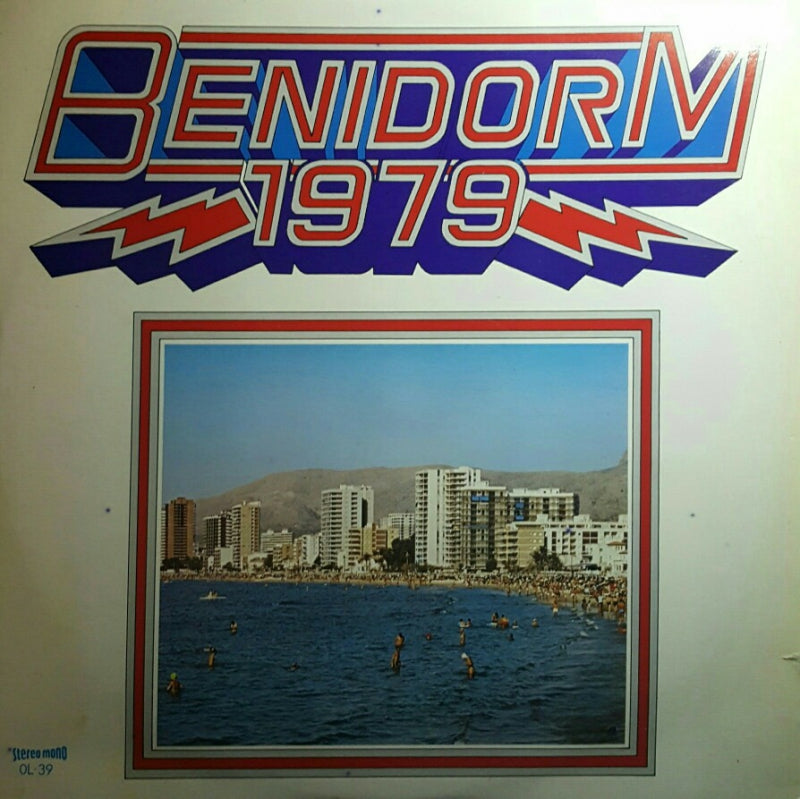 BENIDORM
1979
Stereo mono
OL-39